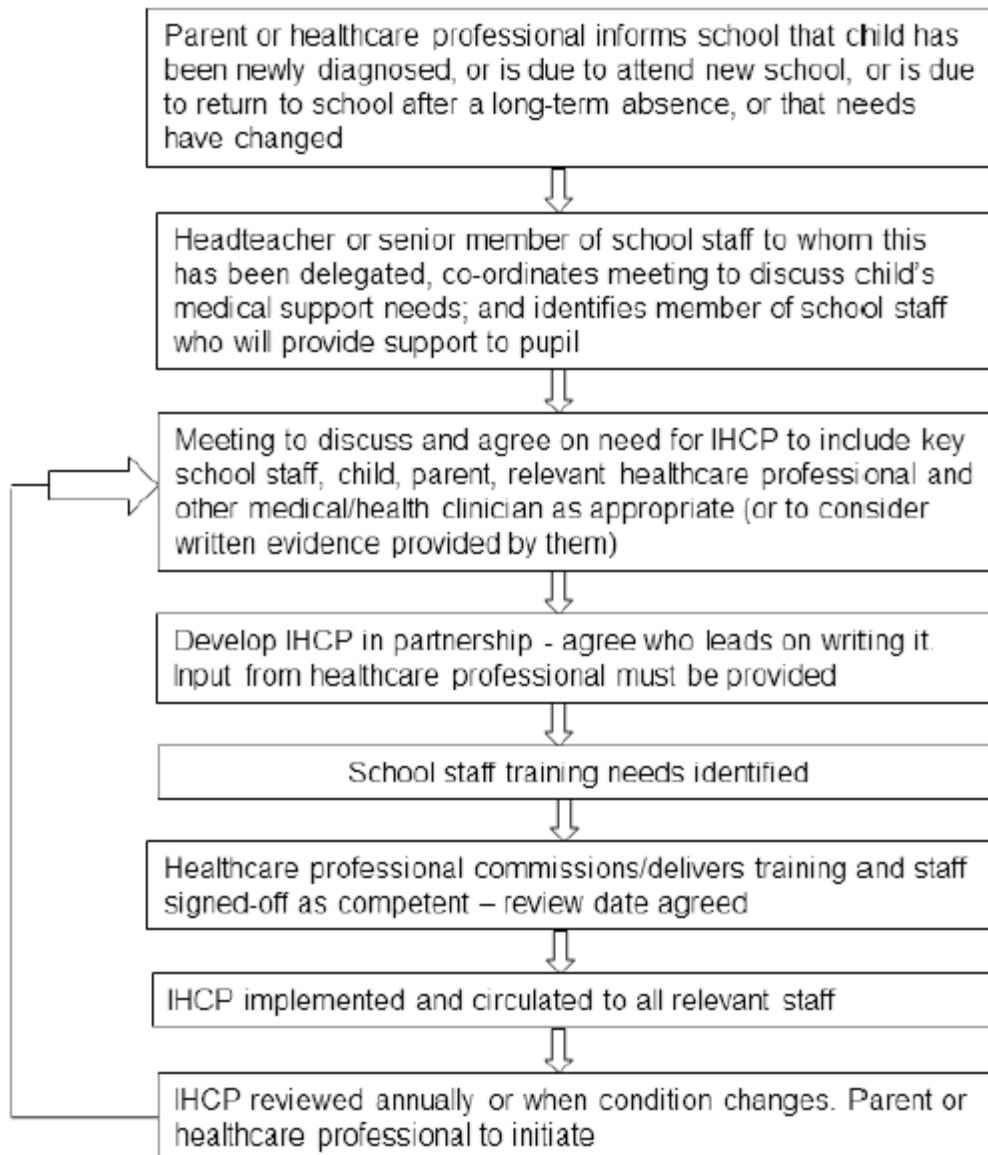 Parent or healthcare professional informs school that child has
been newly diagnosed, or is due to attend new school, or is due
to return to school after a long-term absence, or that needs
have changed
Headteacher or senior member of school staff to whom this
has been delegated, co-ordinates meeting to discuss child's
medical support needs; and identifies member of school staff
who will provide support to pupil
Meeting to discuss and agree on need for IHCP to include key
school staff, child, parent, relevant healthcare professional and
other medical/health clinician as appropriate (or to consider
written evidence provided by them)
Develop IHCP in partnership - agree who leads on writing it.
Input from healthcare professional must be provided
School staff training needs identified
Healthcare professional commissions/delivers training and staff
signed-off as competent – review date agreed
IHCP implemented and circulated to all relevant staff
IHCP reviewed annually or when condition changes. Parent or
healthcare professional to initiate